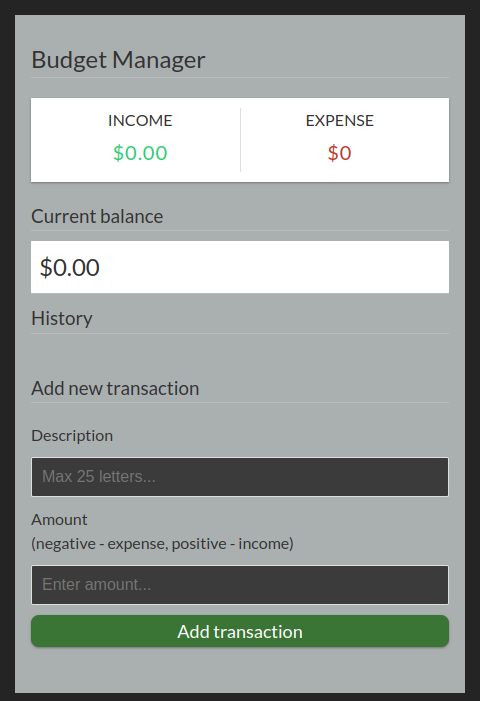 Budget Manager
INCOME
EXPENSE
$0.00
$0
Current balance
$0.00
History
Add new transaction
Description
Max 25 letters...
Amount
(negative - expense, positive - income)
Enter amount...
Add transaction